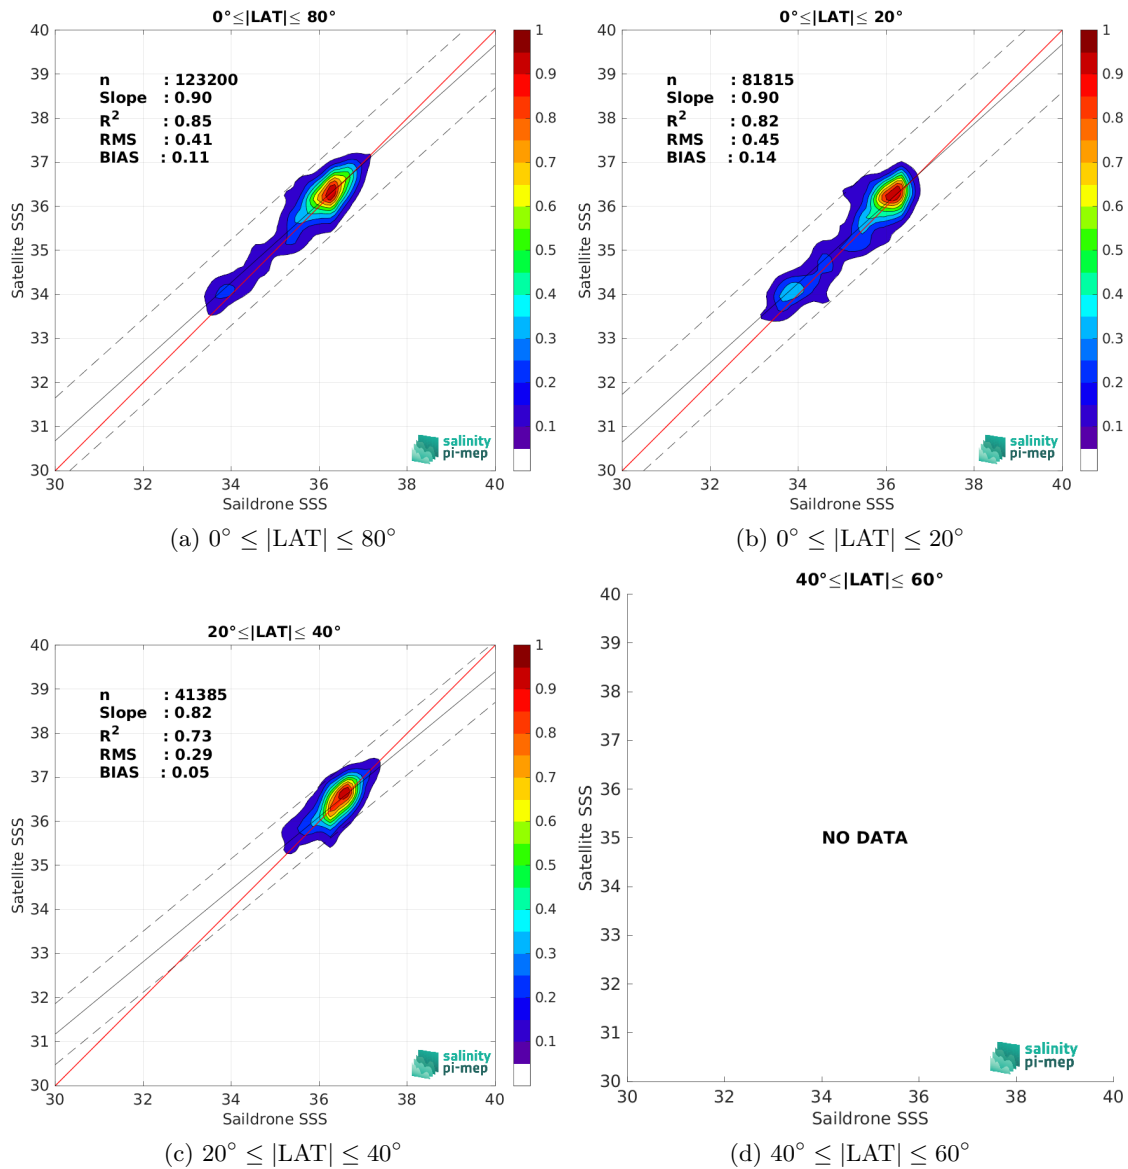 0°≤|LAT|≤ 80°
40
39
38
37
36
35
34
33
32
31
30
Satellite SSS
n : 123200
Slope : 0.90
R² : 0.85
RMS : 0.41
BIAS : 0.11
salinity
pi-mep
30 32 34 36 38 40
Saildrone SSS
1
0.9
0.8
0.7
0.6
0.5
0.4
0.3
0.2
0.1
(a) 0° ≤ |LAT| ≤ 80°
0°≤|LAT|≤ 20°
40
39
38
37
36
35
34
33
32
31
30
Satellite SSS
n : 81815
Slope : 0.90
R² : 0.82
RMS : 0.45
BIAS : 0.14
salinity
pi-mep
30 32 34 36 38 40
Saildrone SSS
1
0.9
0.8
0.7
0.6
0.5
0.4
0.3
0.2
0.1
(b) 0° ≤ |LAT| ≤ 20°
20°≤|LAT|≤ 40°
40
39
38
37
36
35
34
33
32
31
30
Satellite SSS
n : 41385
Slope : 0.82
R² : 0.73
RMS : 0.29
BIAS : 0.05
salinity
pi-mep
30 32 34 36 38 40
Saildrone SSS
1
0.9
0.8
0.7
0.6
0.5
0.4
0.3
0.2
0.1
(c) 20° ≤ |LAT| ≤ 40°
40°≤|LAT|≤ 60°
40
39
38
37
36
35
34
33
32
31
30
Satellite SSS
NO DATA
salinity
pi-mep
30 32 34 36 38 40
Saildrone SSS
(d) 40° ≤ |LAT| ≤ 60°